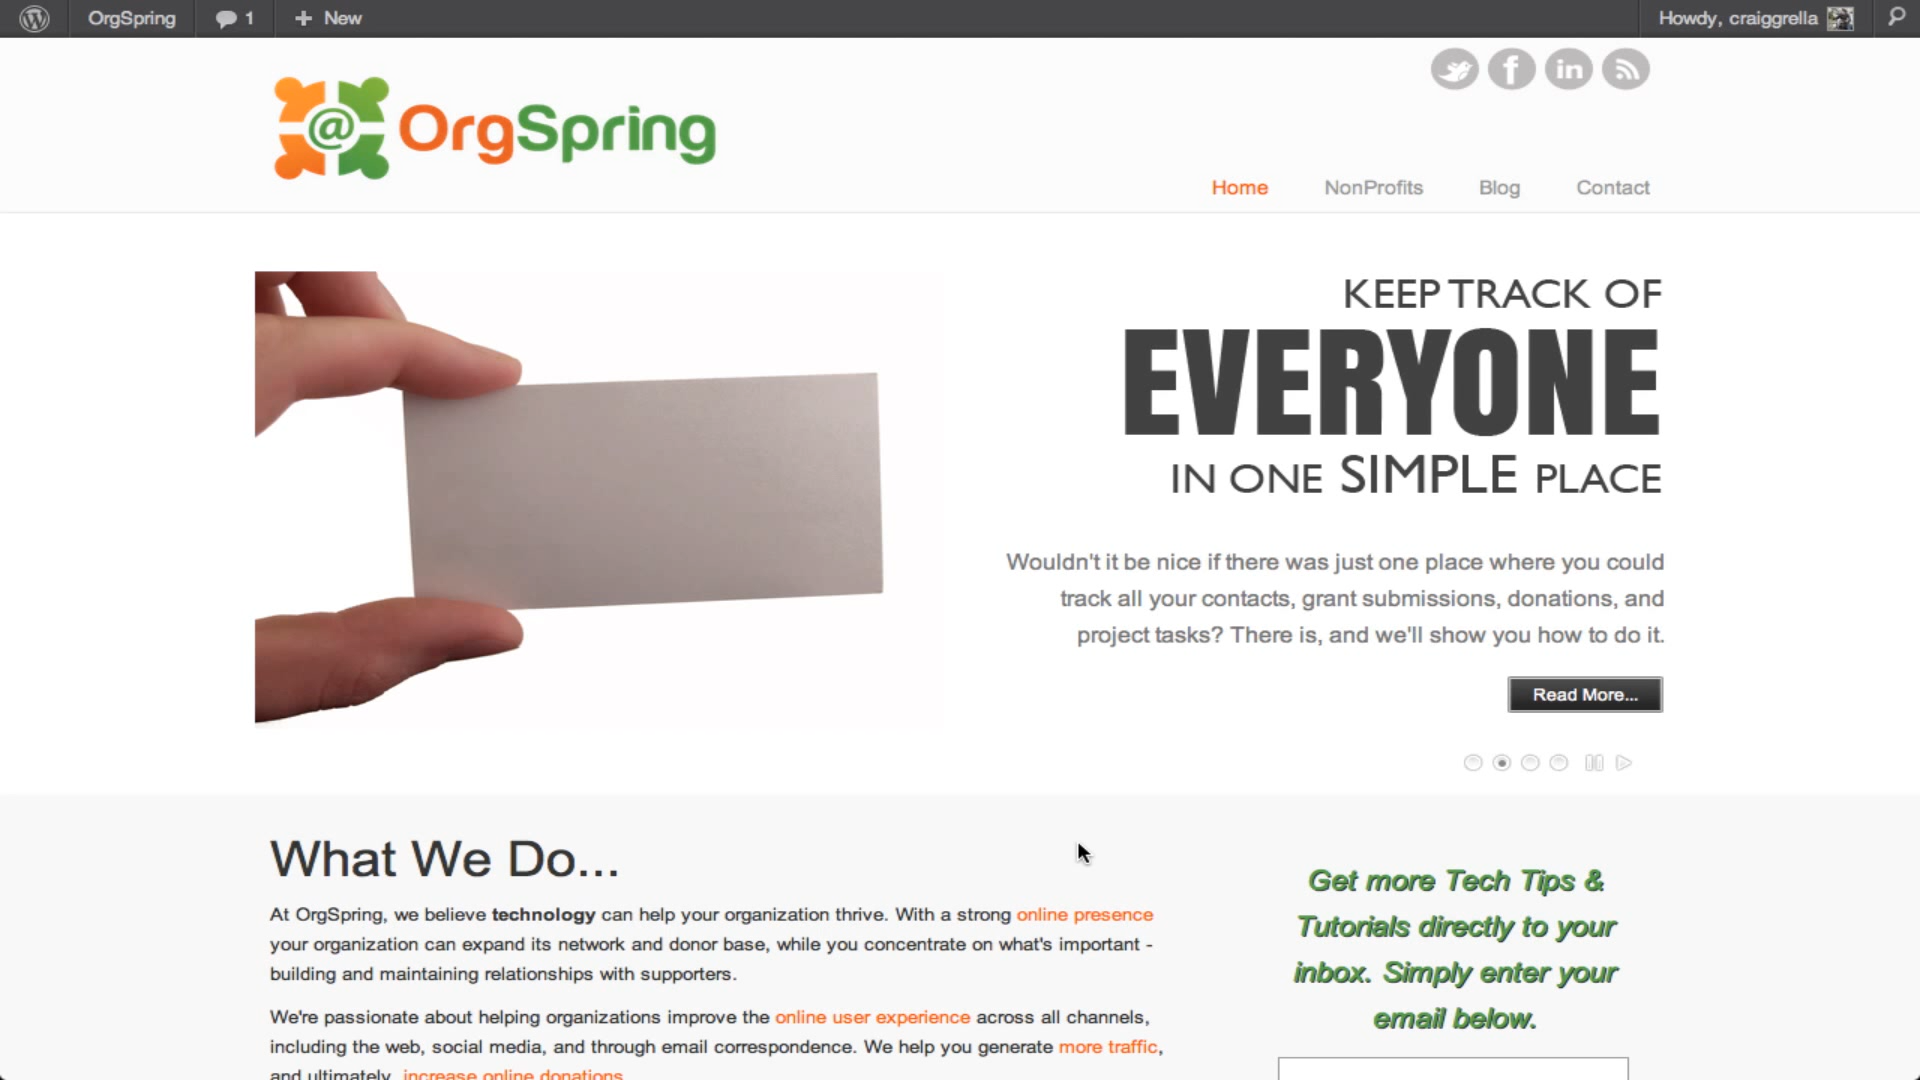 OrgSpring 1 + New Howdy, craiggrella
@ OrgSpring
Home NonProfits Blog Contact
KEEP TRACK OF
EVERYONE
IN ONE SIMPLE PLACE
Wouldn't it be nice if there was just one place where you could
track all your contacts, grant submissions, donations, and
project tasks? There is, and we'll show you how to do it.
Read More...
What We Do...
At OrgSpring, we believe technology can help your organization thrive. With a strong online presence
your organization can expand its network and donor base, while you concentrate on what's important -
building and maintaining relationships with supporters.
We're passionate about helping organizations improve the online user experience across all channels,
including the web, social media, and through email correspondence. We help you generate more traffic,
and ultimately, increase online donations.
Get more Tech Tips &
Tutorials directly to your
inbox. Simply enter your
email below.